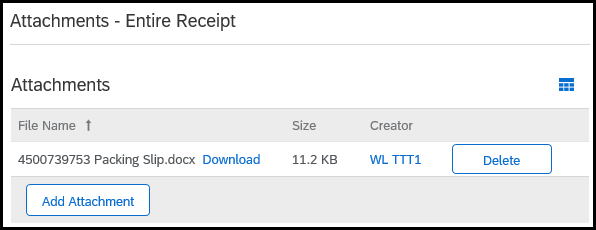 Attachments - Entire Receipt
Attachments
File Name ↑ Size Creator
4500739753 Packing Slip.docx Download 11.2 KB WL TTT1 Delete
Add Attachment